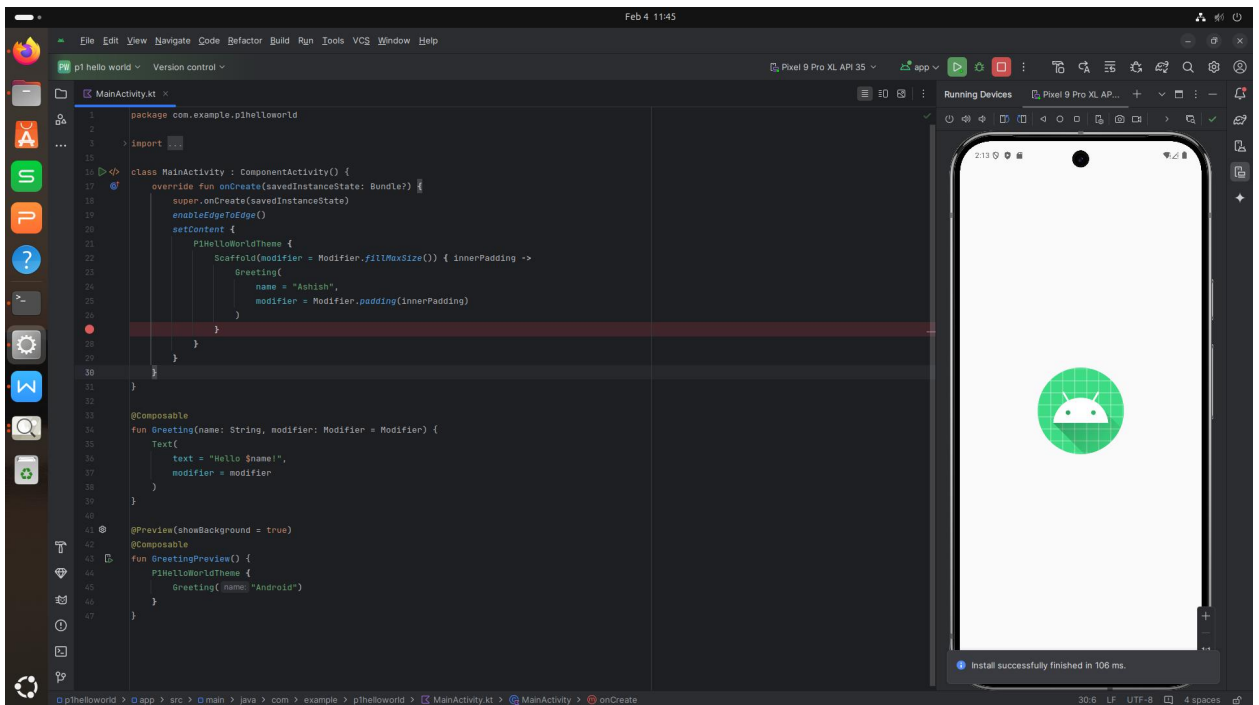 Feb 4 11:45
File Edit View Navigate Code Refactor Build Run Tools VCS Window Help
PW p1 hello world Version control Pixel 9 Pro XL API 35 app
MainActivity.kt Running Devices Pixel 9 Pro XL AP...
1 package com.example.p1helloworld
2
3 import ...
15
16 class MainActivity : ComponentActivity() {
17 override fun onCreate(savedInstanceState: Bundle?) {
18 super.onCreate(savedInstanceState)
19 enableEdgeToEdge()
20 setContent {
21 P1HelloWorldTheme {
22 Scaffold(modifier = Modifier.fillMaxSize()) { innerPadding ->
23 Greeting(
24 name = "Ashish",
25 modifier = Modifier.padding(innerPadding)
26 )
}
28 }
29 }
30 }
31 }
32
33 @Composable
34 fun Greeting(name: String, modifier: Modifier = Modifier) {
35 Text(
36 text = "Hello $name!",
37 modifier = modifier
38 )
39 }
40
41 @Preview(showBackground = true)
42 @Composable
43 fun GreetingPreview() {
44 P1HelloWorldTheme {
45 Greeting( name: "Android")
46 }
47 }
2:13
1:1
Install successfully finished in 106 ms.
p1helloworld > app > src > main > java > com > example > p1helloworld > MainActivity.kt > MainActivity > onCreate
30:6 LF UTF-8 4 spaces